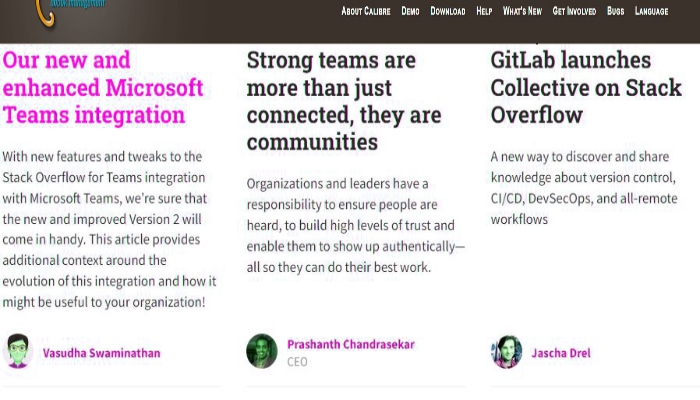 ebook management
About Calibre Demo Download Help What's New Get Involved Bugs Language
Our new and
enhanced Microsoft
Teams integration
With new features and tweaks to the
Stack Overflow for Teams integration
with Microsoft Teams, we're sure that
the new and improved Version 2 will
come in handy. This article provides
additional context around the
evolution of this integration and how it
might be useful to your organization!
Vasudha Swaminathan
Strong teams are
more than just
connected, they are
communities
Organizations and leaders have a
responsibility to ensure people are
heard, to build high levels of trust and
enable them to show up authentically—
all so they can do their best work.
Prashanth Chandrasekar
CEO
GitLab launches
Collective on Stack
Overflow
A new way to discover and share
knowledge about version control,
CI/CD, DevSecOps, and all-remote
workflows
Jascha Drel